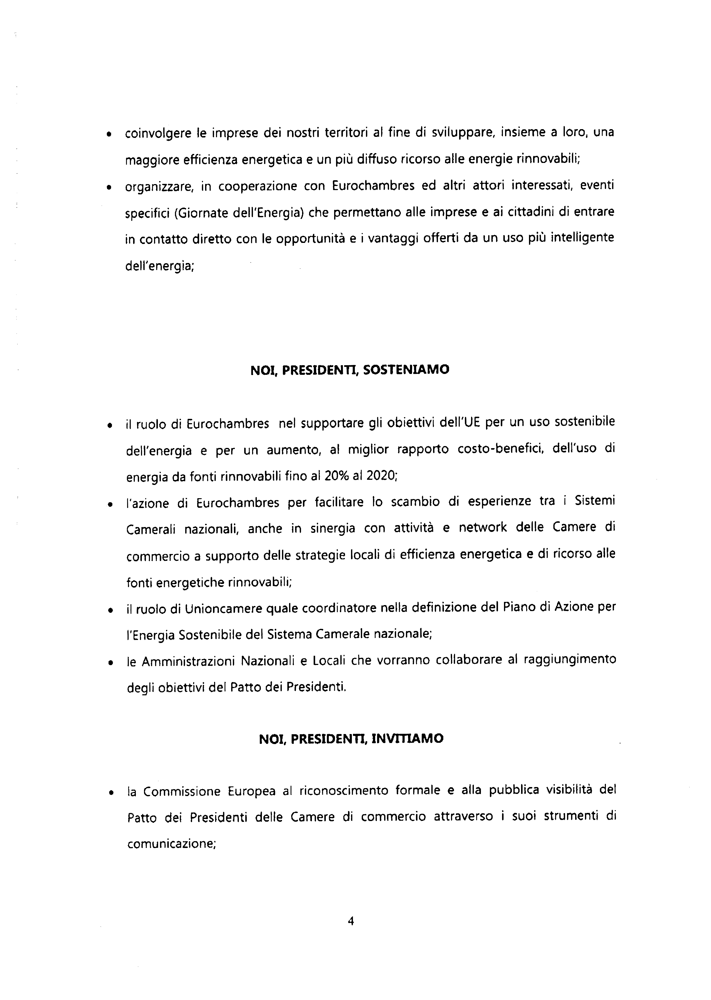 • coinvolgere le imprese dei nostri territori al fine di sviluppare, insieme a loro, una
maggiore efficienza energetica e un più diffuso ricorso alle energie rinnovabili;
• organizzare, in cooperazione con Eurochambres ed altri attori interessati, eventi
specifici (Giornate dell'Energia) che permettano alle imprese e ai cittadini di entrare
in contatto diretto con le opportunità e i vantaggi offerti da un uso più intelligente
dell'energia;
NOI, PRESIDENTI, SOSTENIAMO
• il ruolo di Eurochambres nel supportare gli obiettivi dell'UE per un uso sostenibile
dell'energia e per un aumento, al miglior rapporto costo-benefici, dell'uso di
energia da fonti rinnovabili fino al 20% al 2020;
• l'azione di Eurochambres per facilitare lo scambio di esperienze tra i Sistemi
Camerali nazionali, anche in sinergia con attività e network delle Camere di
commercio a supporto delle strategie locali di efficienza energetica e di ricorso alle
fonti energetiche rinnovabili;
• il ruolo di Unioncamere quale coordinatore nella definizione del Piano di Azione per
l'Energia Sostenibile del Sistema Camerale nazionale;
• le Amministrazioni Nazionali e Locali che vorranno collaborare al raggiungimento
degli obiettivi del Patto dei Presidenti.
NOI, PRESIDENTI, INVITIAMO
• la Commissione Europea al riconoscimento formale e alla pubblica visibilità del
Patto dei Presidenti delle Camere di commercio attraverso i suoi strumenti di
comunicazione;
4